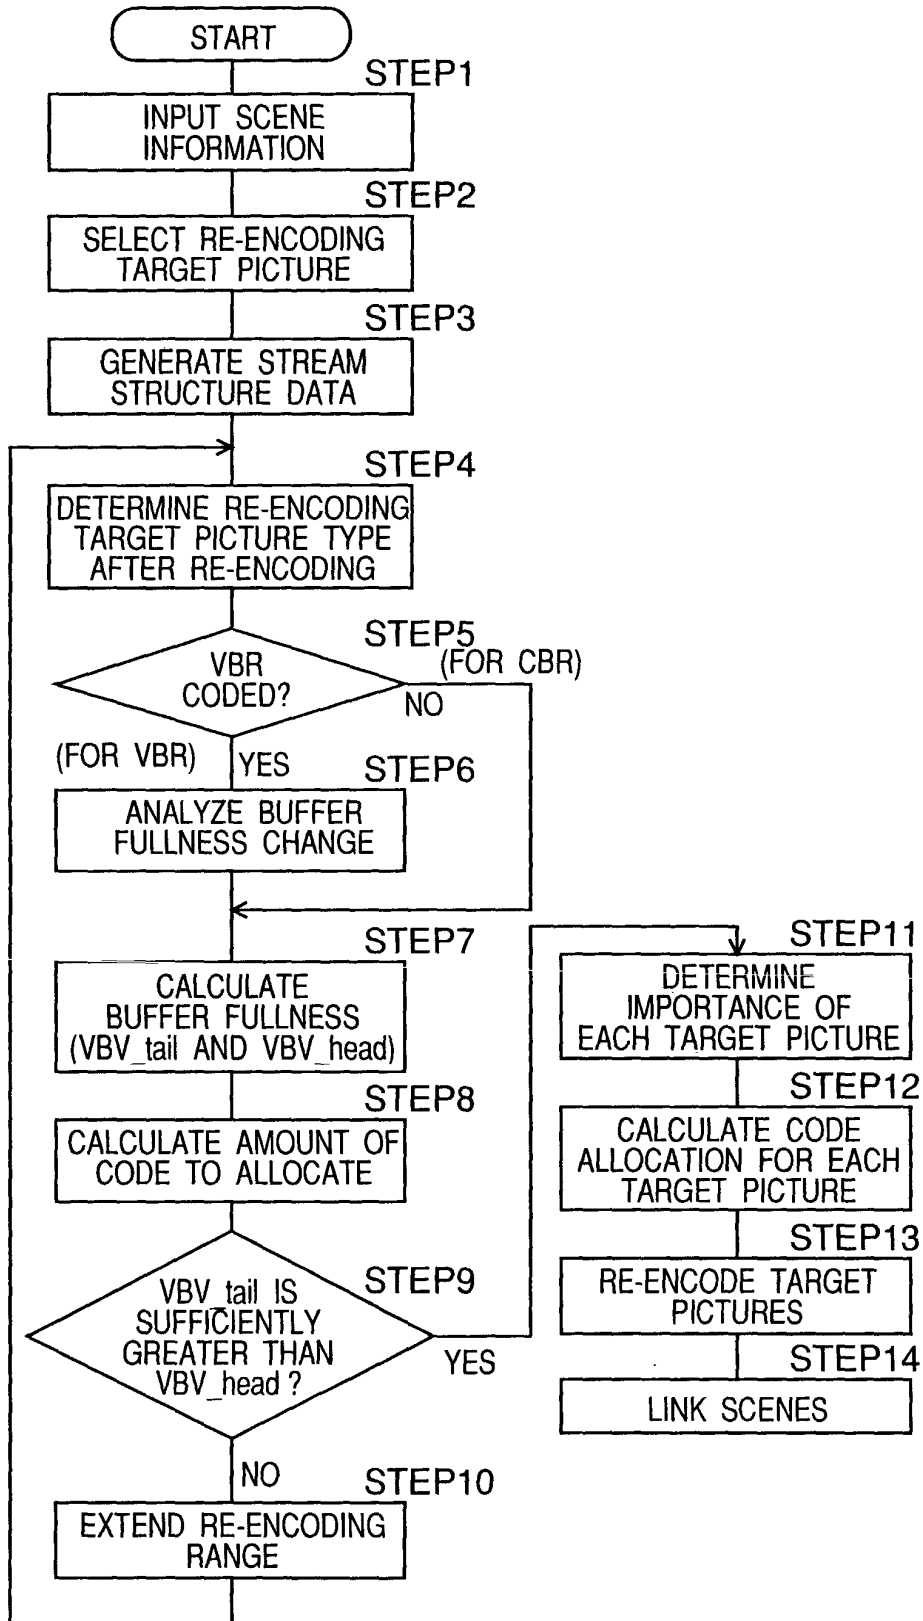 START
STEP1
INPUT SCENE
INFORMATION
STEP2
SELECT RE-ENCODING
TARGET PICTURE
STEP3
GENERATE STREAM
STRUCTURE DATA
STEP4
DETERMINE RE-ENCODING
TARGET PICTURE TYPE
AFTER RE-ENCODING
STEP5
VBR
CODED?
(FOR CBR)
NO
(FOR VBR)
YES
STEP6
ANALYZE BUFFER
FULLNESS CHANGE
STEP7
CALCULATE
BUFFER FULLNESS
(VBV_tail AND VBV_head)
STEP8
CALCULATE AMOUNT OF
CODE TO ALLOCATE
STEP9
VBV_tail IS
SUFFICIENTLY
GREATER THAN
VBV_head ?
YES
NO
STEP10
EXTEND RE-ENCODING
RANGE
STEP11
DETERMINE
IMPORTANCE OF
EACH TARGET PICTURE
STEP12
CALCULATE CODE
ALLOCATION FOR EACH
TARGET PICTURE
STEP13
RE-ENCODE TARGET
PICTURES
STEP14
LINK SCENES